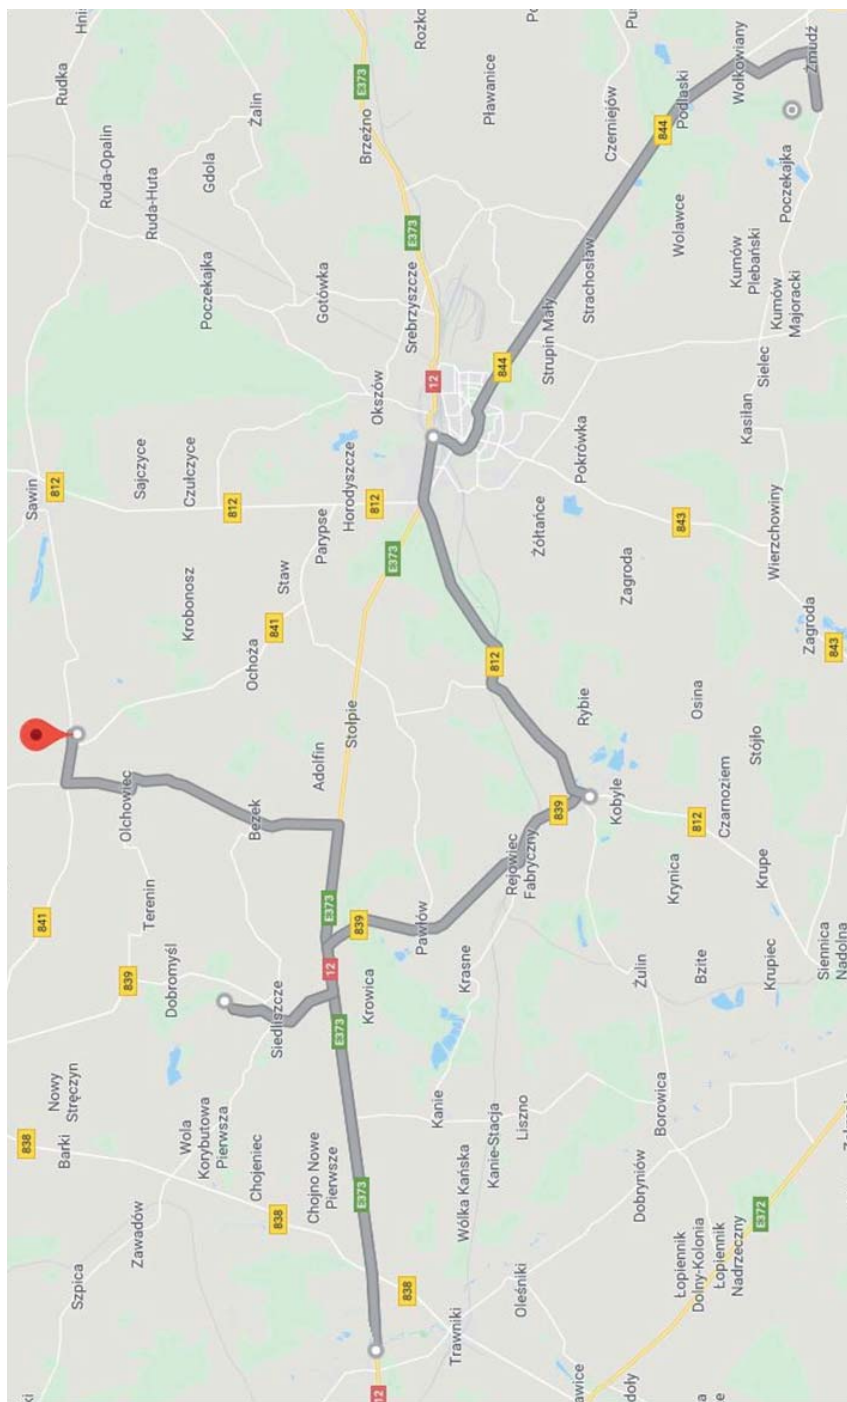 Szpica
Zawadów
838
Barki
Nowy
Stręczyn
839
841
Terenin
Dobromyśl
Olchowiec
Sawin
812
Rudka
Hni
Ruda-Opalin
Ruda-Huta
Gdola
Żalin
Poczekajka
Sajczyce
Czułczyce
Krobonosz
812
Ochoża
841
Staw
Parypse
Bezek
Wola
Korybutowa
Pierwsza
Siedliszcze
Chojeniec
838
Chojno Nowe
Pierwsze
Adolfin
Stołpie
Horodyszcze
812
Okszów
Gotówka
Srebrzyszcze
Brzeźno
E373
E373
Rozko
12
E373
E373
12
E373
839
E373
12
Krowica
838
Trawniki
Pawłów
Krasne
Kanie
Kanie-Stacja
Wólka Kańska
Liszno
Oleśniki
Rejowiec
Fabryczny
839
812
Rybie
Kobyle
Żółtańce
Pokrówka
844
Strupin Mały
Strachosław
Pławanice
Czerniejów
844
Podlaski
Wolawce
Wołkowiany
Żmudź
Poczekajka
Kumów
Plebański
Kumów
Majoracki
Sielec
Kasiłan
Wierzchowiny
843
Zagroda
Zagroda
843
Osina
Stójło
Czarnoziem
812
Krynica
Krupe
Żulin
Bzite
Krupiec
Siennica
Nadolna
Borowica
Dobryniów
Łopiennik
Dolny-Kolonia
Łopiennik
Nadrzeczny
E372
awice
doły